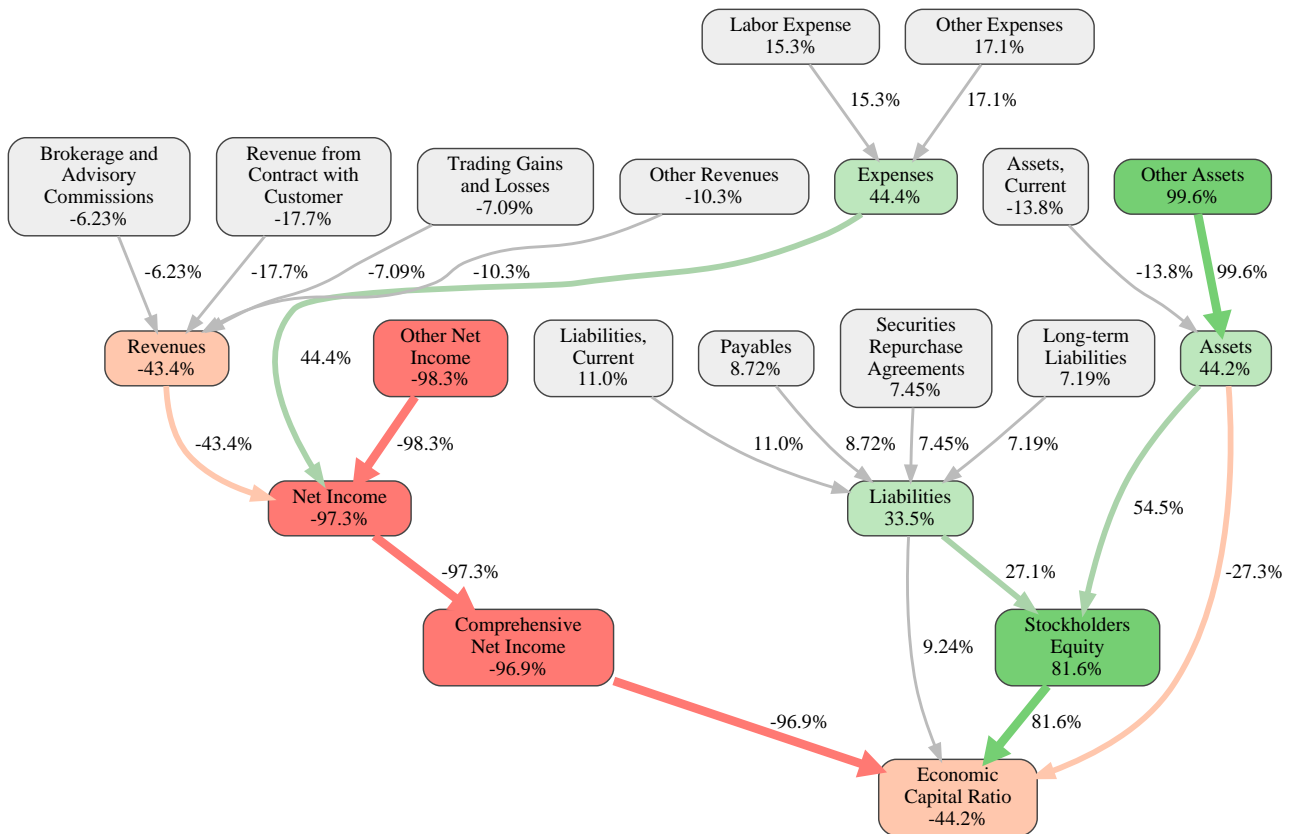 Labor Expense
15.3%
Other Expenses
17.1%
15.3%
17.1%
Brokerage and
Advisory
Commissions
-6.23%
Revenue from
Contract with
Customer
-17.7%
Trading Gains
and Losses
-7.09%
Other Revenues
-10.3%
Expenses
44.4%
Assets,
Current
-13.8%
Other Assets
99.6%
-6.23%
-17.7%
-7.09%
-10.3%
-13.8%
99.6%
Revenues
-43.4%
44.4%
Other Net
Income
-98.3%
Liabilities,
Current
11.0%
Payables
8.72%
Securities
Repurchase
Agreements
7.45%
Long-term
Liabilities
7.19%
Assets
44.2%
-43.4%
-98.3%
11.0%
8.72%
7.45%
7.19%
Net Income
-97.3%
Liabilities
33.5%
54.5%
-97.3%
27.1%
-27.3%
Comprehensive
Net Income
-96.9%
9.24%
Stockholders
Equity
81.6%
-96.9%
81.6%
Economic
Capital Ratio
-44.2%